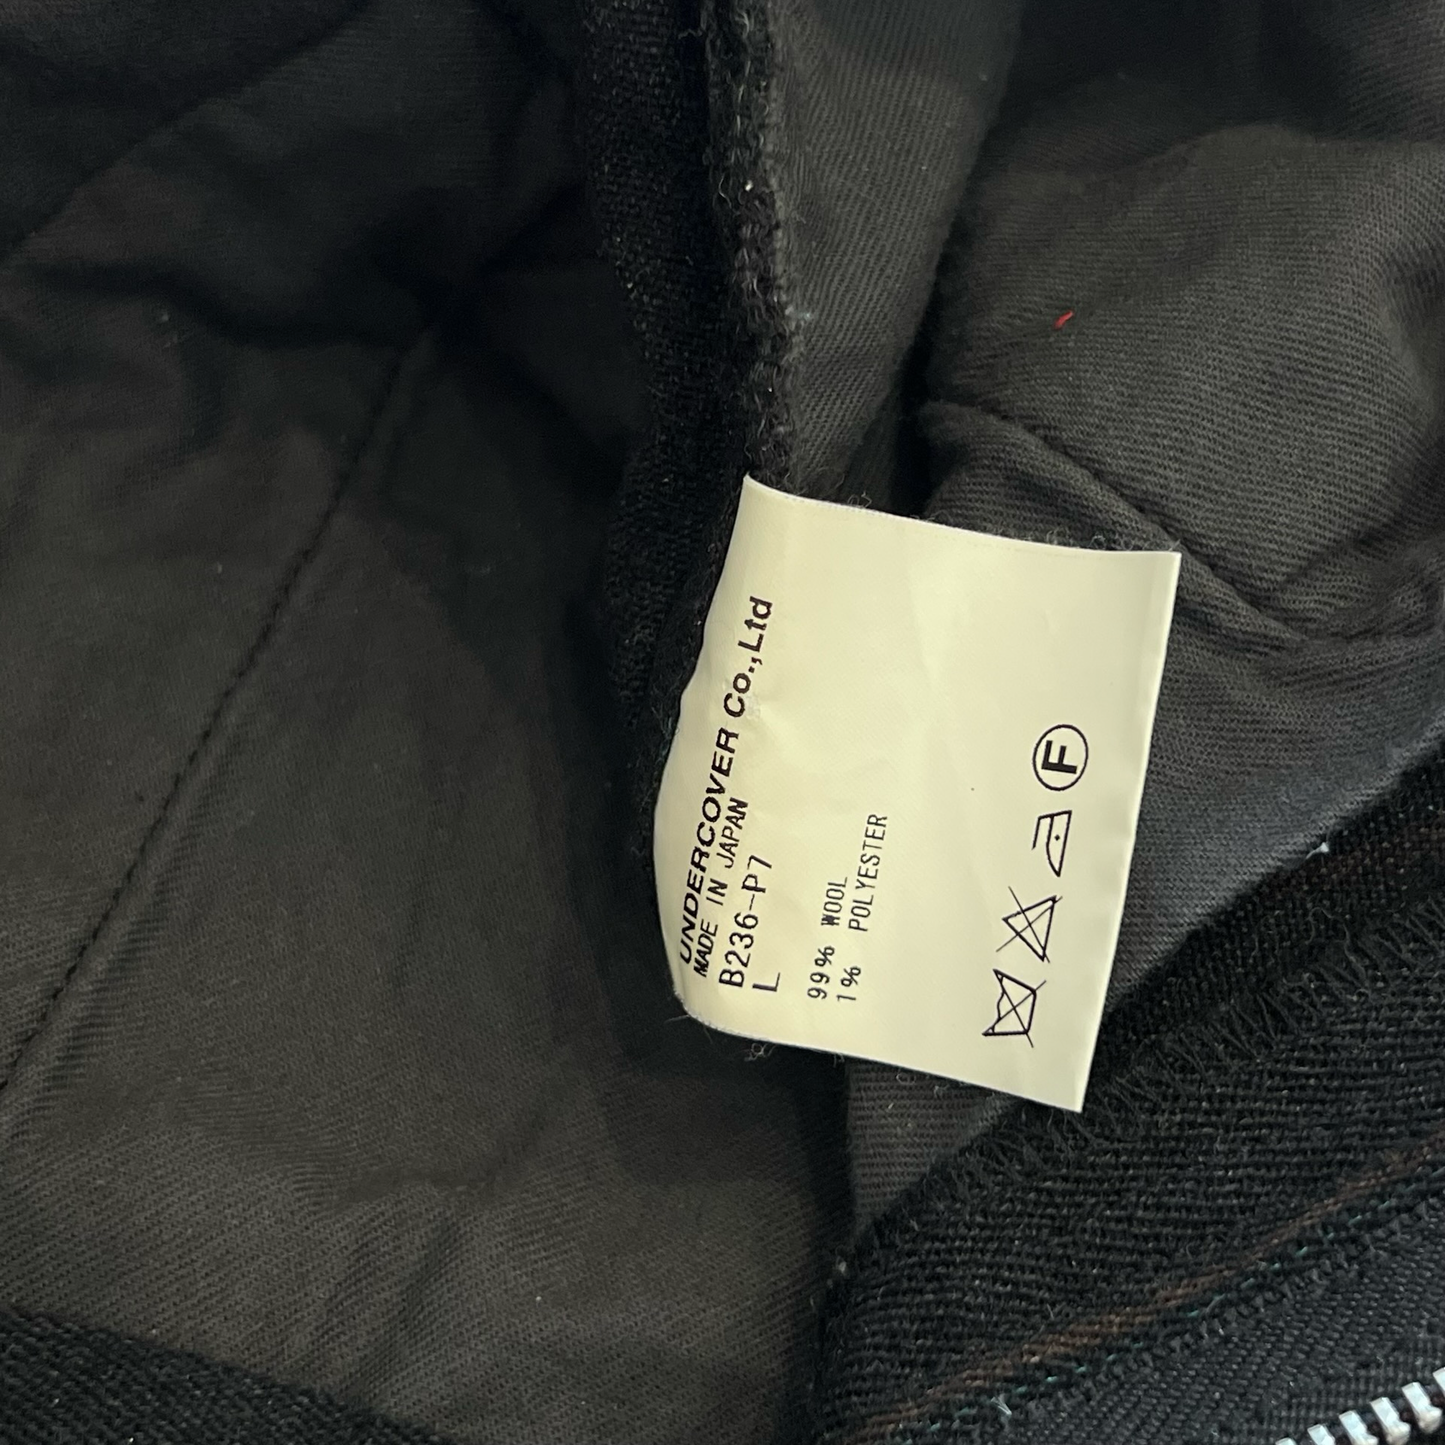 UNDERCOVER Co.,Ltd
MADE IN JAPAN
B236-P7
L
99% WOOL
1% POLYESTER
F